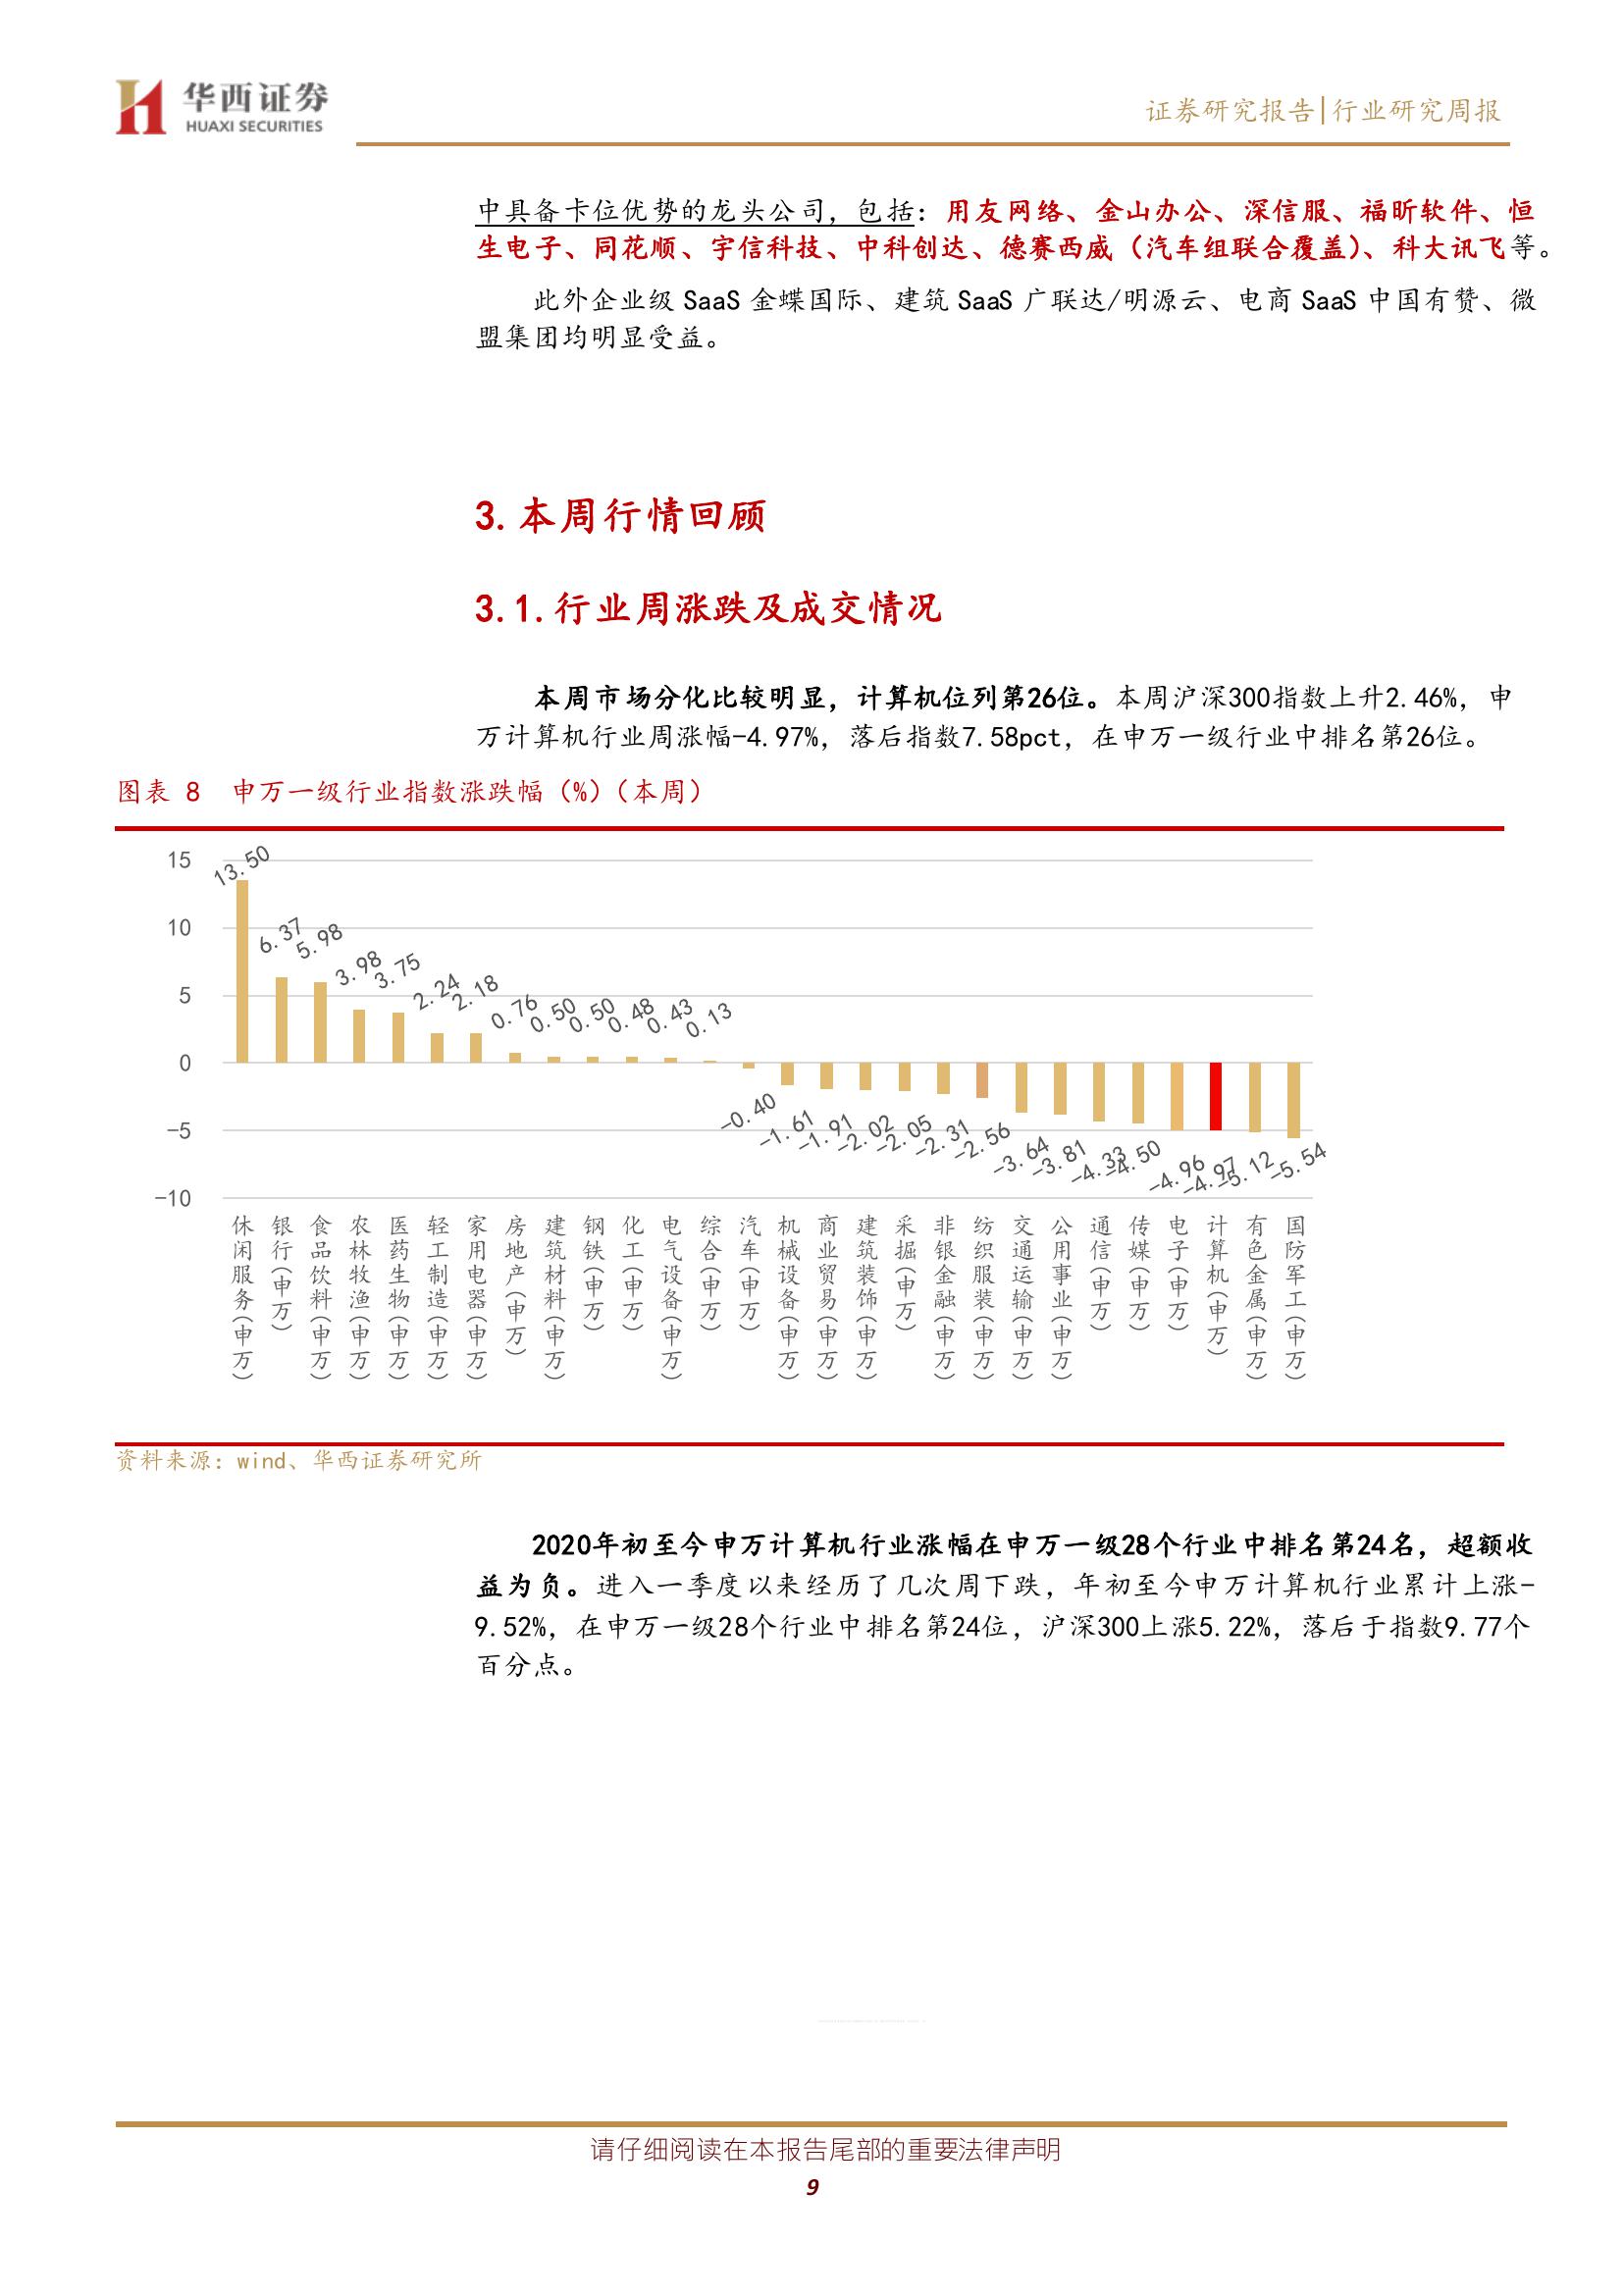 华西证券
HUAXI SECURITIES
证券研究报告|行业研究周报
中具备卡位优势的龙头公司，包括：用友网络、金山办公、深信服、福昕软件、恒
生电子、同花顺、宇信科技、中科创达、德赛西威（汽车组联合覆盖）、科大讯飞等。
此外企业级 SaaS 金蝶国际、建筑 SaaS 广联达/明源云、电商 SaaS 中国有赞、微
盟集团均明显受益。
3.本周行情回顾
3.1.行业周涨跌及成交情况
本周市场分化比较明显，计算机位列第26位。本周沪深300指数上升2.46%，申
万计算机行业周涨幅-4.97%，落后指数7.58pct，在申万一级行业中排名第26位。
图表 8 申万一级行业指数涨跌幅（%）（本周）
15
10
5
0
-5
-10
13.50
6.37
5.98
3.98
3.75
2.24
2.18
0.76
0.50
0.50
0.48
0.43
0.13
-0.40
-1.61
-1.91
-2.02
-2.05
-2.31
-2.56
-3.64
-3.81
-4.33
-4.50
-4.96
-4.97
-5.12
-5.54
休闲服务(申万)
银行(申万)
食品饮料(申万)
农林牧渔(申万)
医药生物(申万)
轻工制造(申万)
家用电器(申万)
房地产(申万)
建筑材料(申万)
钢铁(申万)
化工(申万)
电气设备(申万)
综合(申万)
汽车(申万)
机械设备(申万)
商业贸易(申万)
建筑装饰(申万)
采掘(申万)
非银金融(申万)
纺织服装(申万)
交通运输(申万)
公用事业(申万)
通信(申万)
传媒(申万)
电子(申万)
计算机(申万)
有色金属(申万)
国防军工(申万)
资料来源：wind、华西证券研究所
2020年初至今申万计算机行业涨幅在申万一级28个行业中排名第24名，超额收
益为负。进入一季度以来经历了几次周下跌，年初至今申万计算机行业累计上涨-
9.52%，在申万一级28个行业中排名第24位，沪深300上涨5.22%，落后于指数9.77个
百分点。
请仔细阅读在本报告尾部的重要法律声明
9